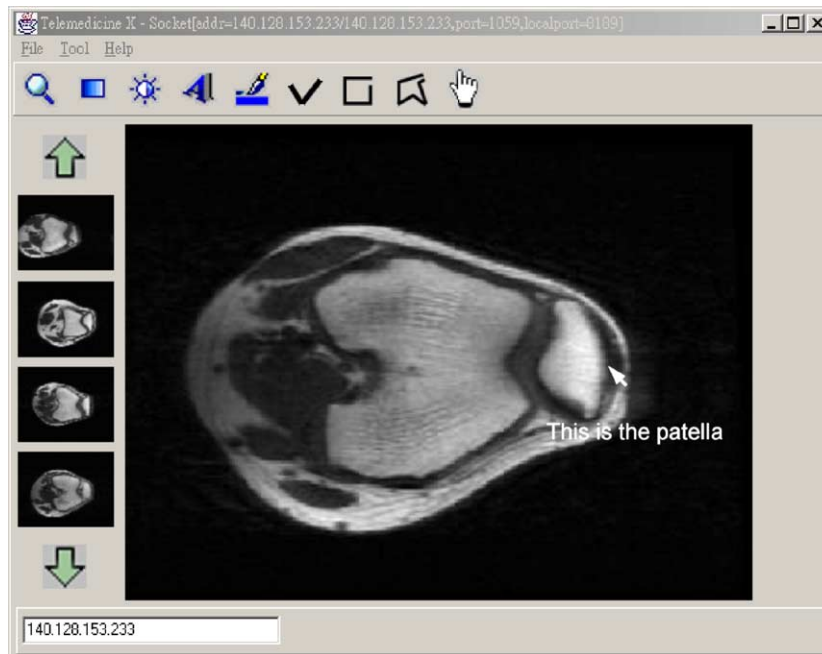 Telemedicine X - Socket[addr=140.128.153.233/140.128.153.233,port=1059,localport=8189]
File Tool Help
This is the patella
140.128.153.233